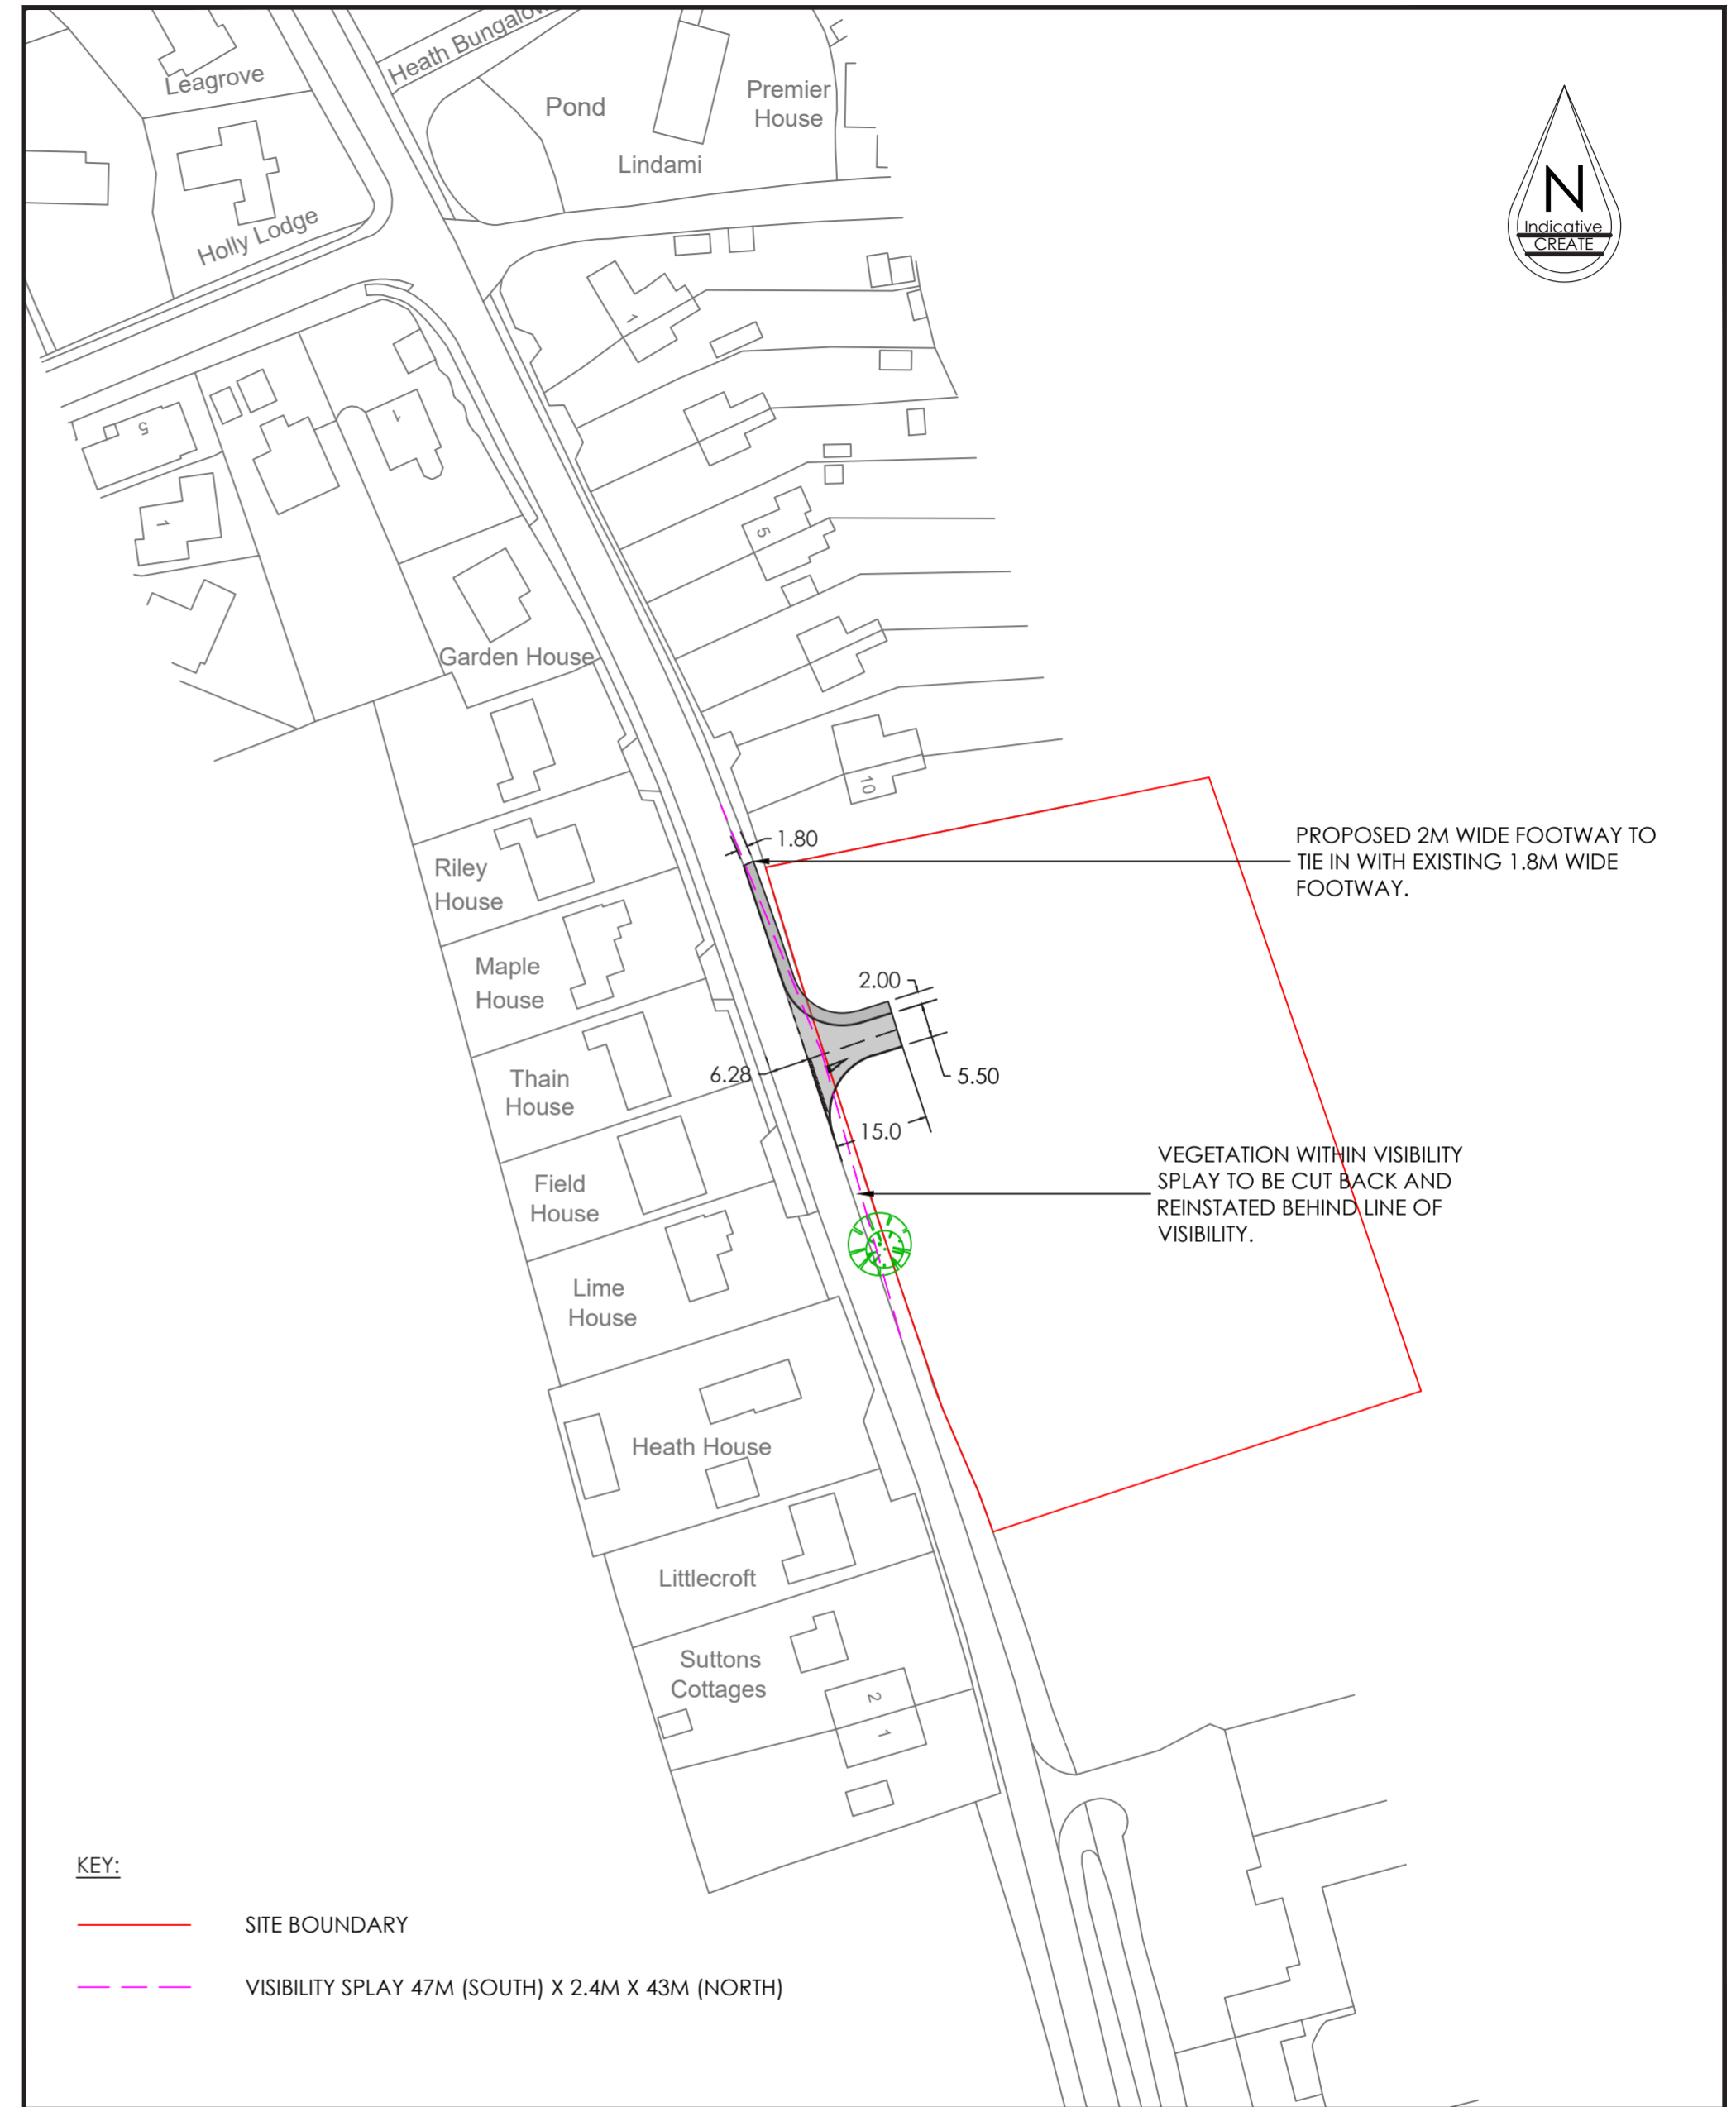 Leagrove
Heath Bungalow
Pond
Premier
House
Lindami
Holly Lodge
N
Indicative
CREATE
1
5
1
1
5
Garden House
10
1.80
PROPOSED 2M WIDE FOOTWAY TO
TIE IN WITH EXISTING 1.8M WIDE
FOOTWAY.
Riley
House
Maple
House
2.00
Thain
House
6.28
5.50
15.0
VEGETATION WITHIN VISIBILITY
SPLAY TO BE CUT BACK AND
REINSTATED BEHIND LINE OF
VISIBILITY.
Field
House
Lime
House
Heath House
Littlecroft
Suttons
Cottages
2
1
KEY:
SITE BOUNDARY
VISIBILITY SPLAY 47M (SOUTH) X 2.4M X 43M (NORTH)